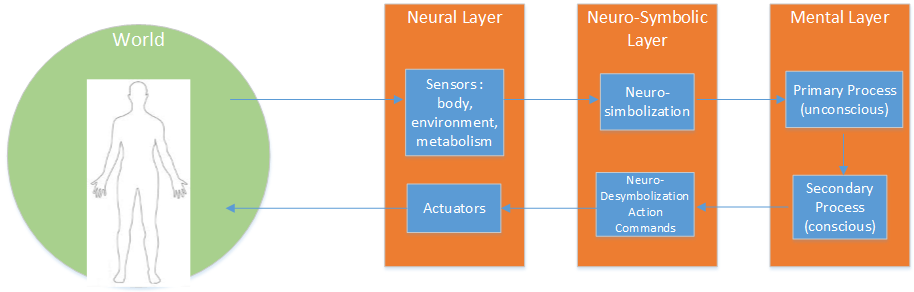 World
Neural Layer
Sensors :
body,
environment,
metabolism
Actuators
Neuro-Symbolic
Layer
Neuro-
simbolization
Neuro-
Desymbolization
Action
Commands
Mental Layer
Primary Process
(unconscious)
Secondary
Process
(conscious)